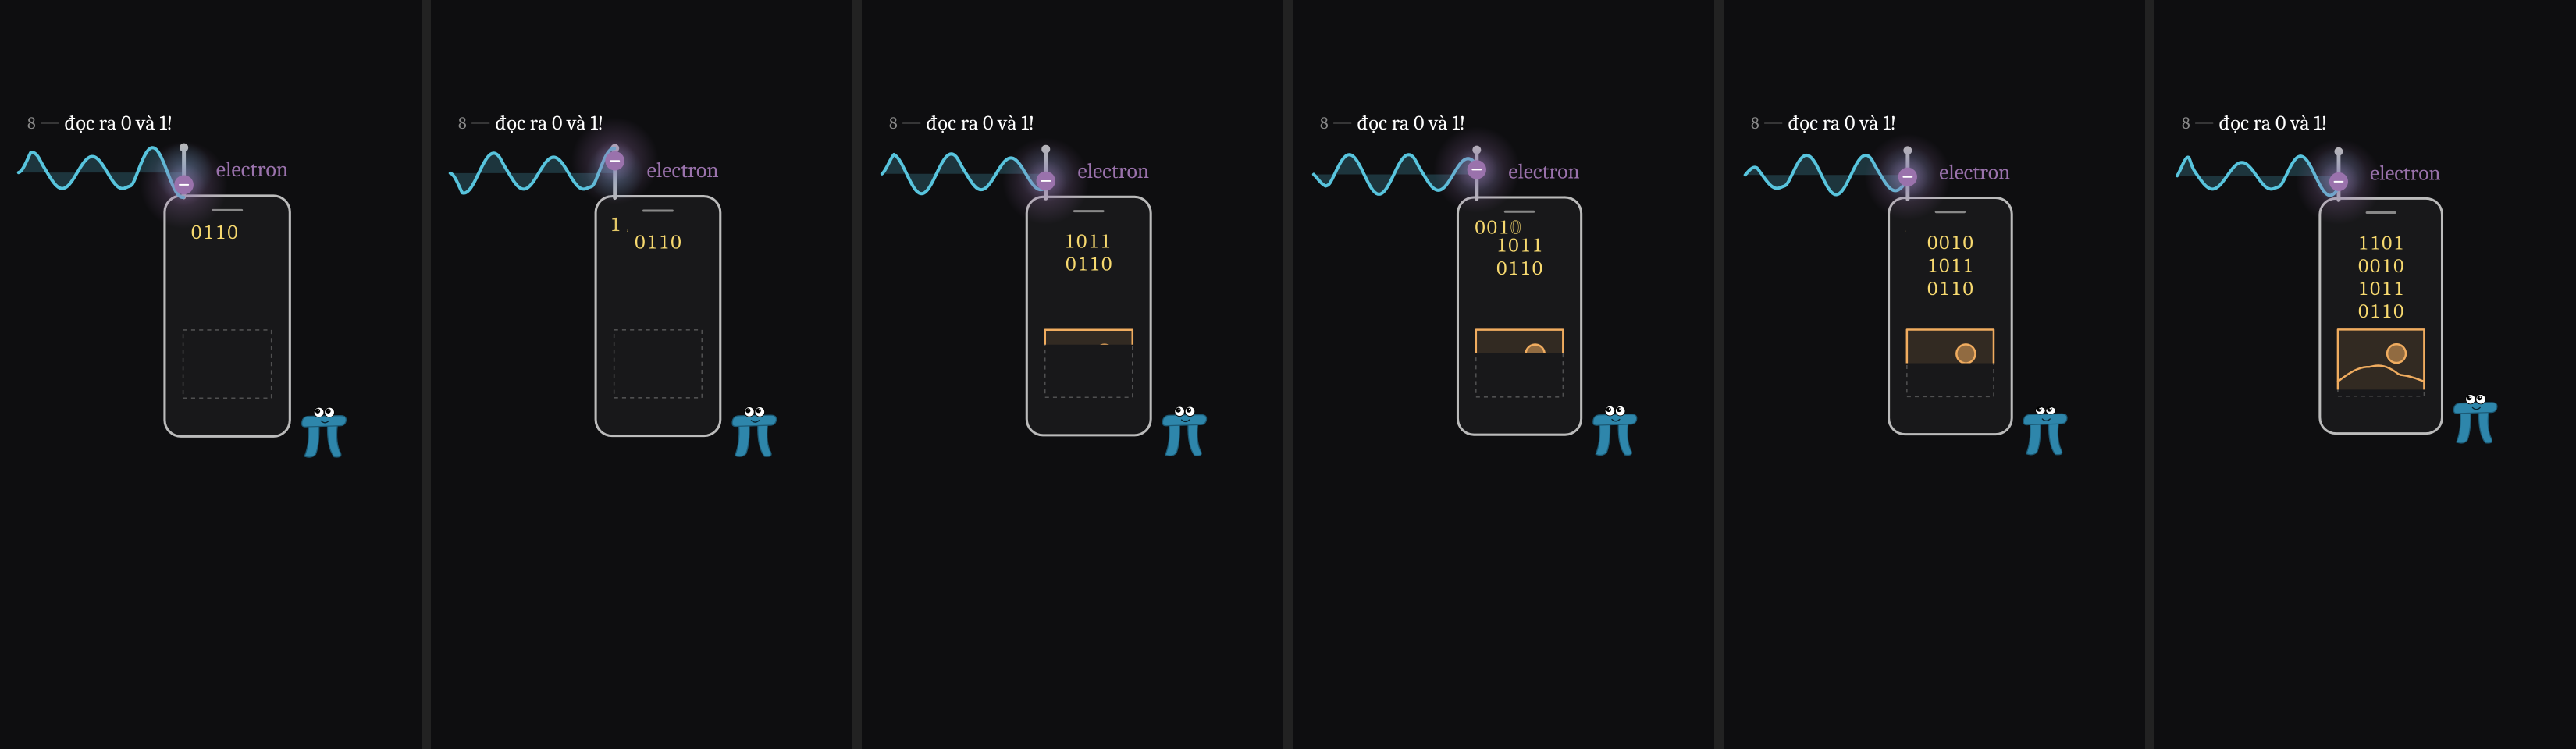 8 — đọc ra 0 và 1!
electron
0110
8 — đọc ra 0 và 1!
electron
1
0110
8 — đọc ra 0 và 1!
electron
1011
0110
8 — đọc ra 0 và 1!
electron
0010
1011
0110
8 — đọc ra 0 và 1!
electron
0010
1011
0110
8 — đọc ra 0 và 1!
electron
1101
0010
1011
0110